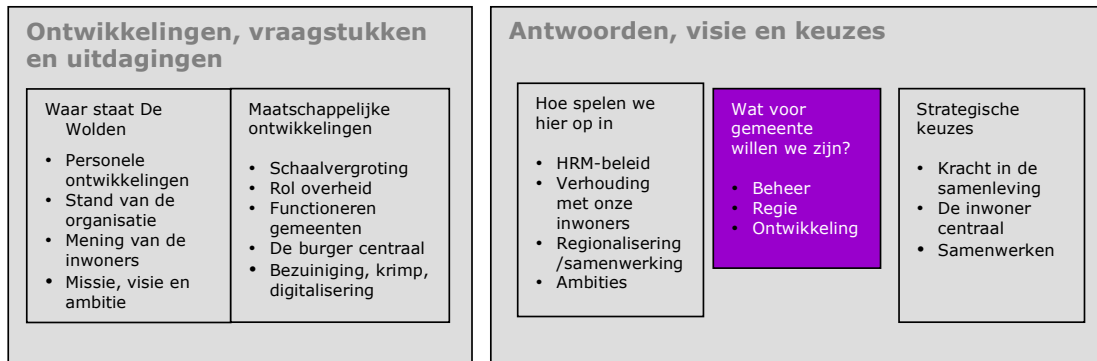 Ontwikkelingen, vraagstukken
en uitdagingen
Waar staat De
Wolden
• Personele
ontwikkelingen
• Stand van de
organisatie
• Mening van de
inwoners
• Missie, visie en
ambitie
Maatschappelijke
ontwikkelingen
• Schaalvergroting
• Rol overheid
• Functioneren
gemeenten
• De burger centraal
• Bezuiniging, krimp,
digitalisering
Antwoorden, visie en keuzes
Hoe spelen we
hier op in
• HRM-beleid
• Verhouding
met onze
inwoners
• Regionalisering
/samenwerking
• Ambities
Wat voor
gemeente
willen we zijn?
• Beheer
• Regie
• Ontwikkeling
Strategische
keuzes
• Kracht in de
samenleving
• De inwoner
centraal
• Samenwerken